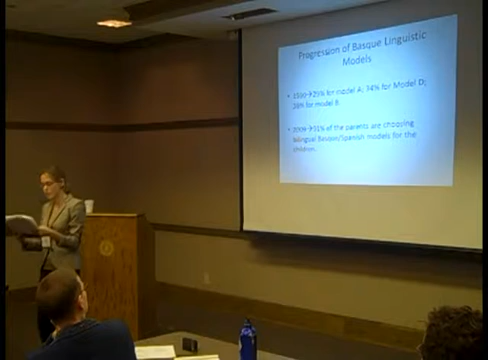 Progression of Basque Linguistic
Models
for model A; 34% for Model D;
for model B
of the parents are choosing
bilingual Basque/Spanish models for the
children.